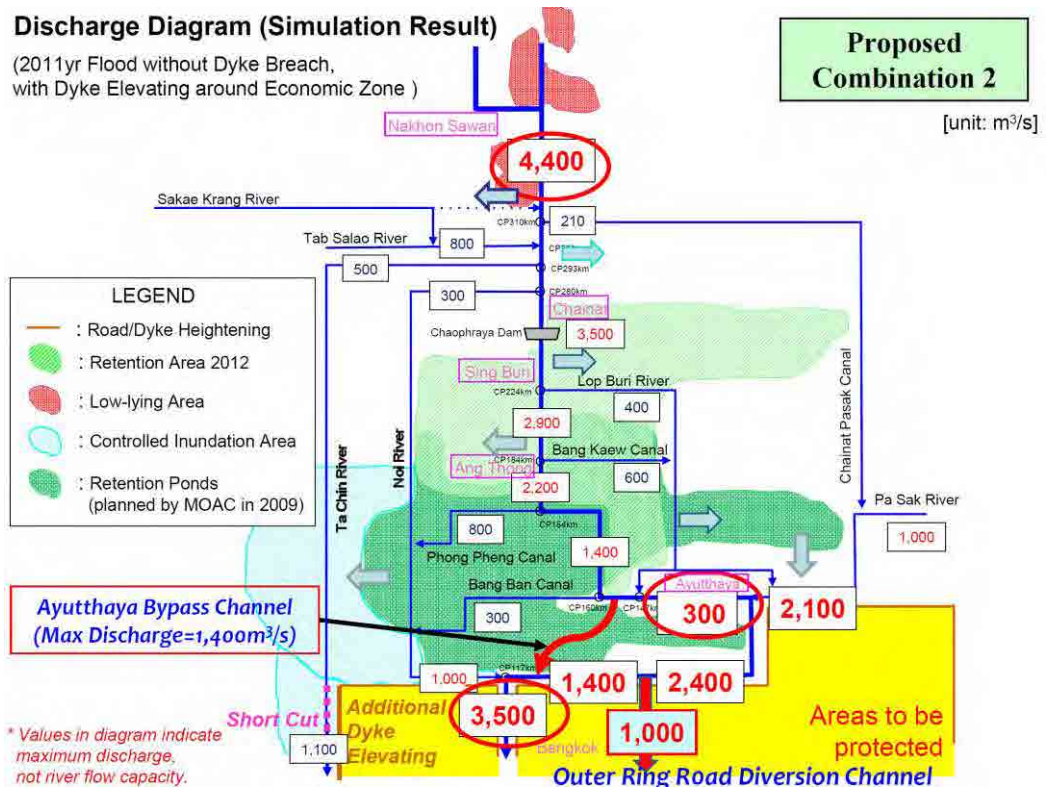 Discharge Diagram (Simulation Result)
(2011yr Flood without Dyke Breach,
with Dyke Elevating around Economic Zone )
Proposed
Combination 2
[unit: m³/s]
Nakhon Sawan
4,400
Sakae Krang River
CP310km
210
Tab Salao River
800
500
CP293km
300
CP280km
Chainat
Chaophraya Dam
3,500
Sing Buri
Lop Buri River
CP224km
400
2,900
Bang Kaew Canal
CP184km
Ang Thong
600
2,200
Chainat Pasak Canal
Pa Sak River
1,000
800
CP164km
Phong Pheng Canal
1,400
Bang Ban Canal
Ayutthaya
CP160km
CP147km
300
300
2,100
LEGEND
: Road/Dyke Heightening
: Retention Area 2012
: Low-lying Area
: Controlled Inundation Area
: Retention Ponds
(planned by MOAC in 2009)
Ta Chin River
Noi River
Ayutthaya Bypass Channel
(Max Discharge=1,400m³/s)
CP117km
1,000
1,400
2,400
3,500
1,000
Short Cut
1,100
Additional
Dyke
Elevating
Bangkok
Areas to be
protected
Outer Ring Road Diversion Channel
* Values in diagram indicate
maximum discharge,
not river flow capacity.